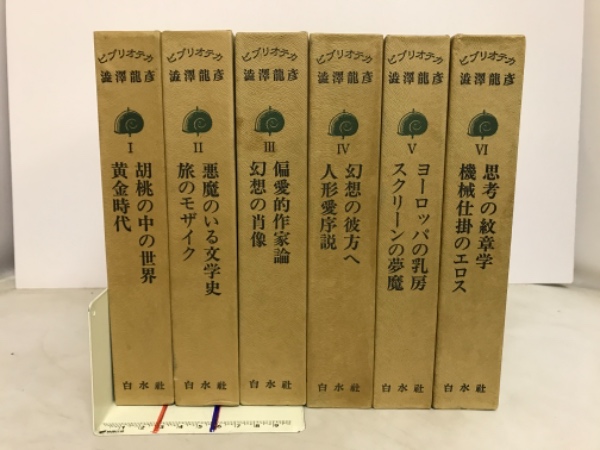 ビブリオテカ
澁澤龍彦
I
胡桃の中の世界
黄金時代
白水社
ビブリオテカ
澁澤龍彦
II
悪魔のいる文学史
旅のモザイク
白水社
ビブリオテカ
澁澤龍彦
III
偏愛的作家論
幻想の肖像
白水社
ビブリオテカ
澁澤龍彦
IV
幻想の彼方へ
人形愛序説
白水社
ビブリオテカ
澁澤龍彦
V
ヨーロッパの乳房
スクリーンの夢魔
白水社
ビブリオテカ
澁澤龍彦
VI
思考の紋章学
機械仕掛のエロス
白水社